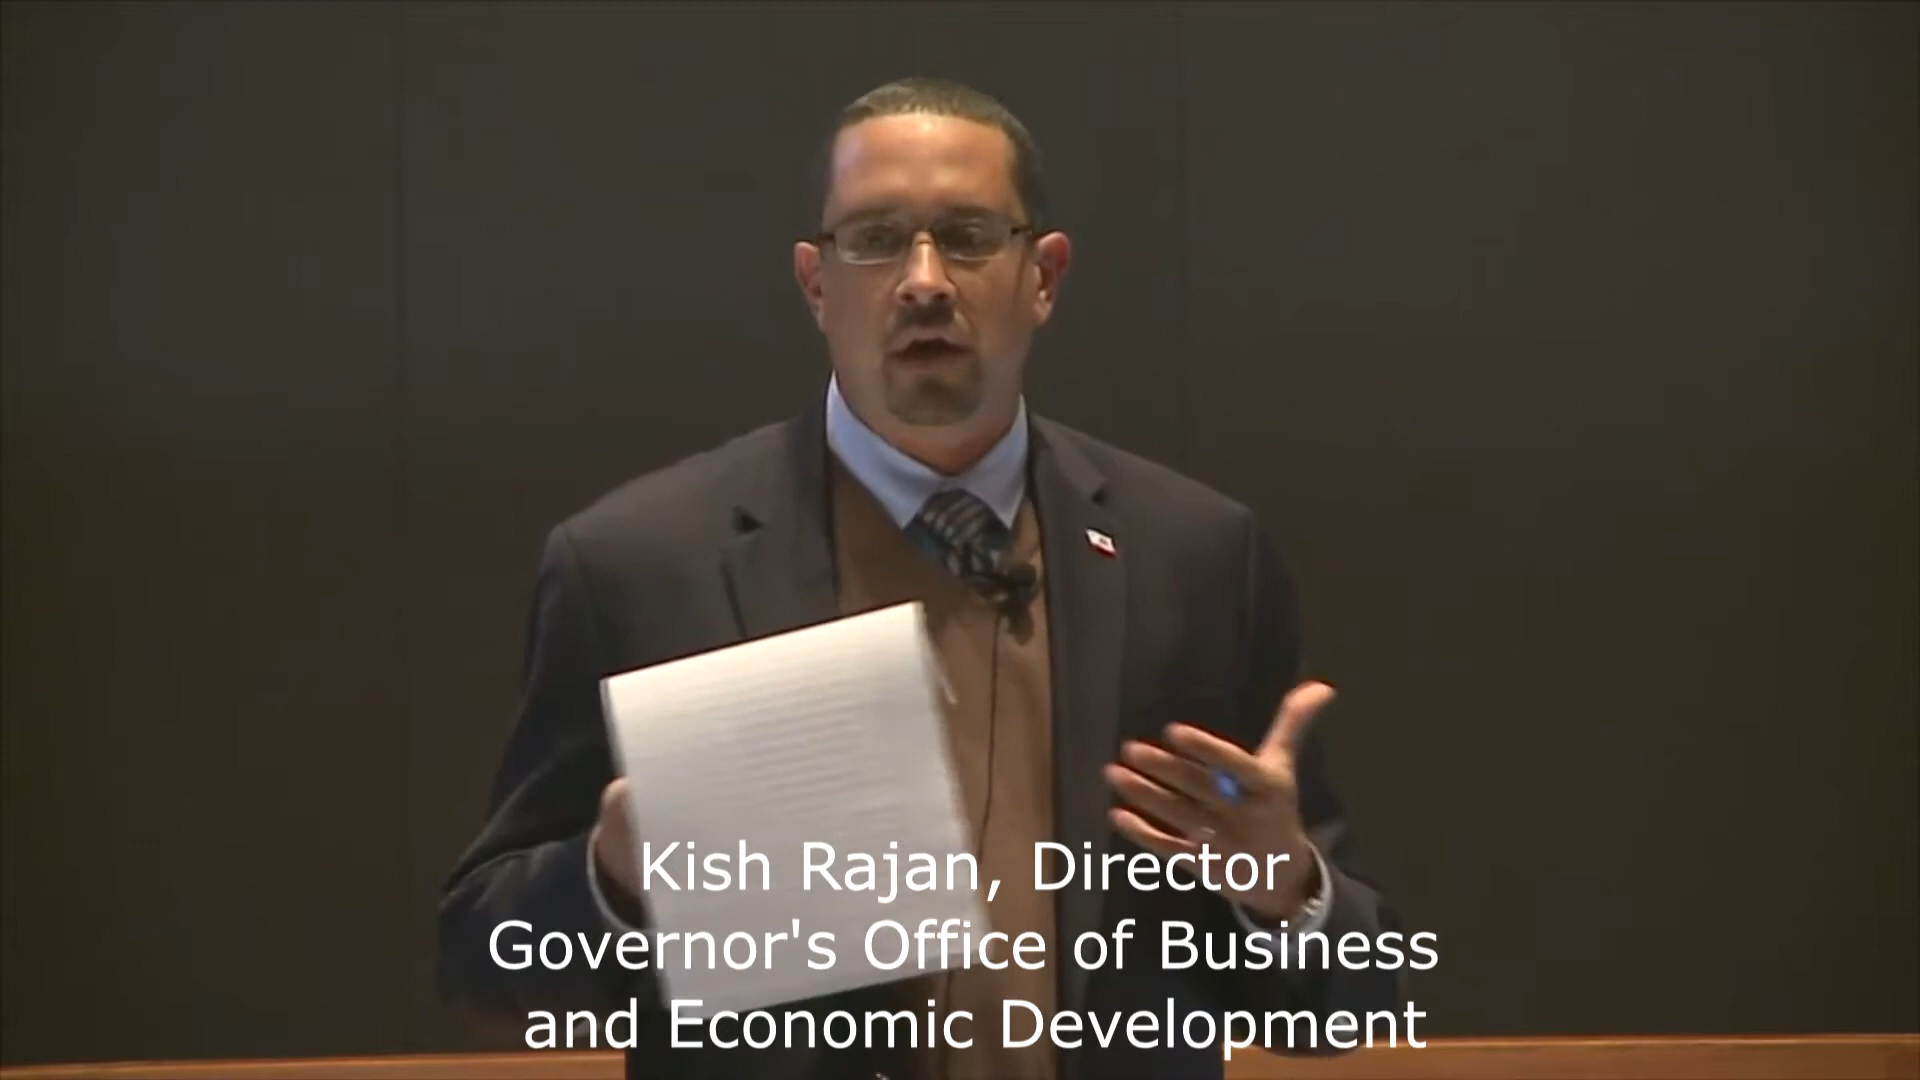 Kish Rajan, Director
Governor's Office of Business
and Economic Development